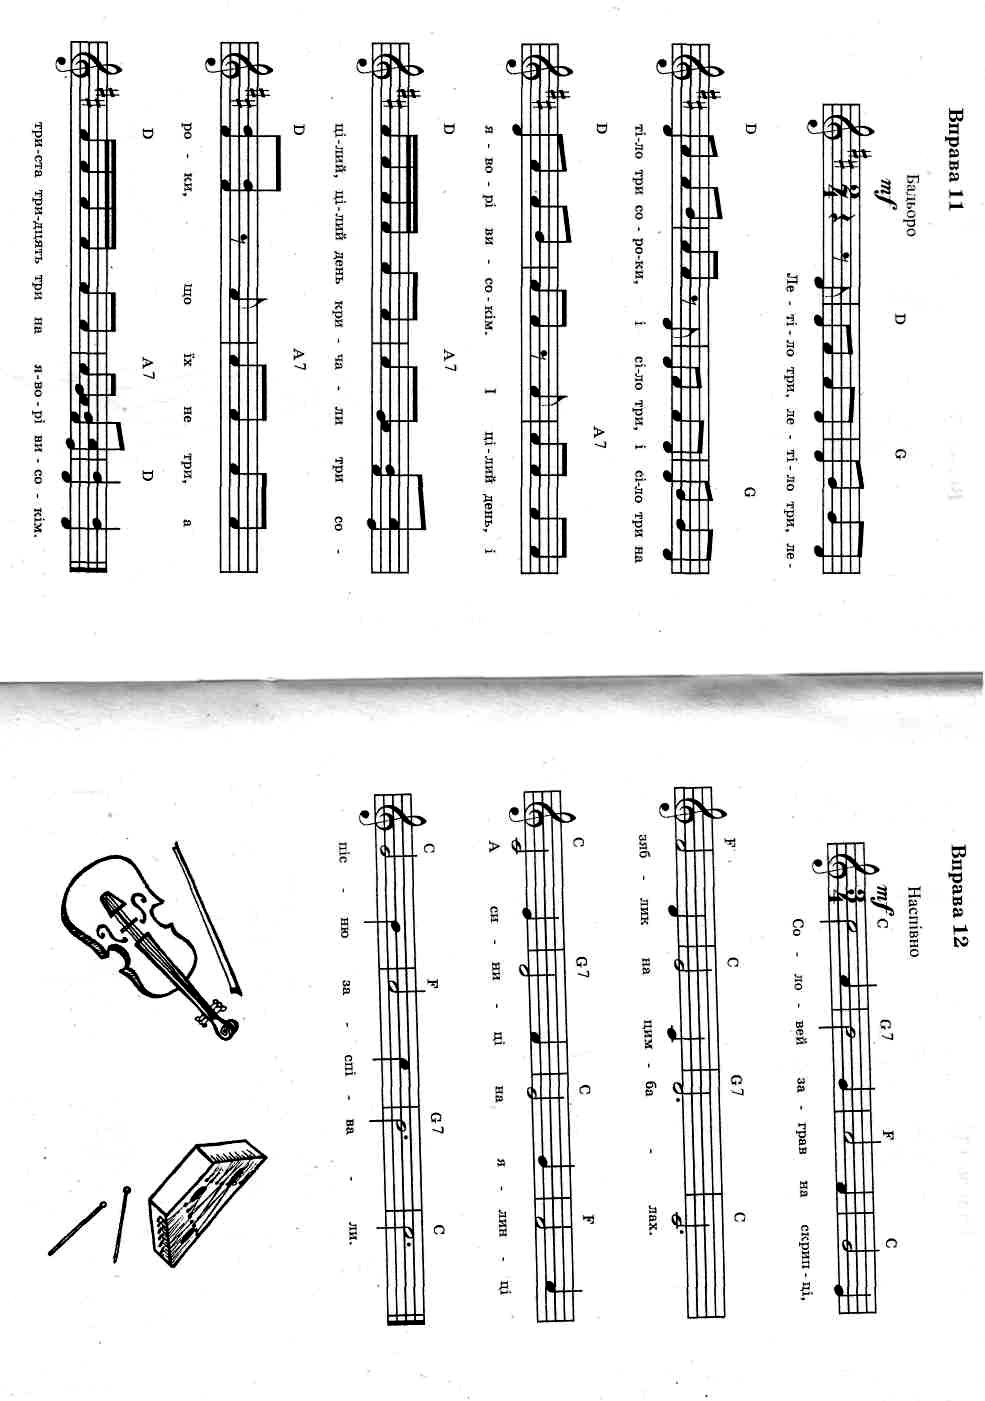 Вправа 11
Бадьоро
mf
D G
Ле - ті - ло три, ле - ті - ло три, ле -
D G
ті-ло три со - ро-ки, і сі-ло три, і сі-ло три на
D A7
я - во - рі ви - со - кім. І ці - лий день, і
D A7
ці-лий, ці-лий день кри - ча - ли три со -
D A7
ро - ки, що їх не три, а
D A7 D
три-ста три-дцять три на я-во - рі ви - со - кім.
Вправа 12
Наспівно
mf
C G7 F C
Со - ло - вей за - грав на скрип - ці,
F C G7 C
зяб - лик на цим - ба - лах.
C G7 C F
А си - ни - ці на я - лин - ці
C F G7 C
піс - ню за - спі - ва - ли.